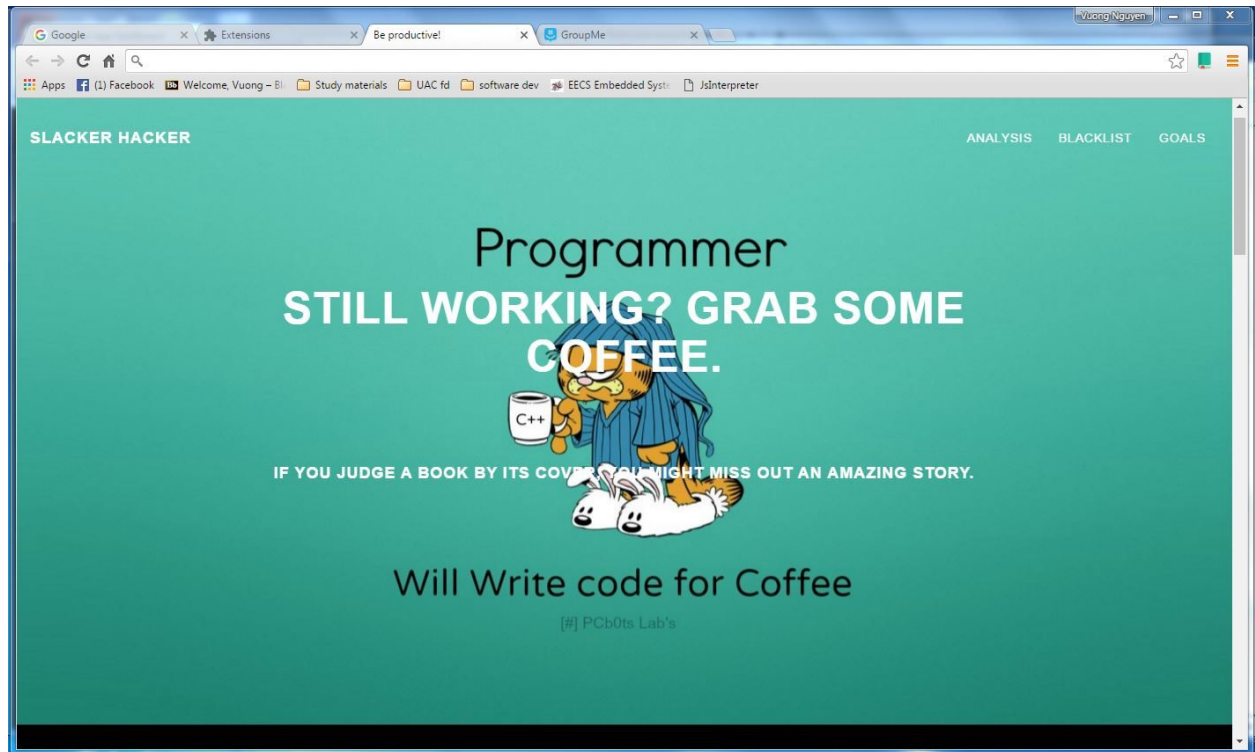 Vuong Nguyen
Google
Extensions
Be productive!
GroupMe
Apps
(1) Facebook
Bb
Welcome, Vuong – Bl
Study materials
UAC fd
software dev
EECS Embedded Syste
JsInterpreter
SLACKER HACKER
ANALYSIS
BLACKLIST
GOALS
Programmer
STILL WORKING? GRAB SOME
COFFEE.
C++
IF YOU JUDGE A BOOK BY ITS COVER, YOU MIGHT MISS OUT AN AMAZING STORY.
Will Write code for Coffee
[#] PCb0ts Lab's